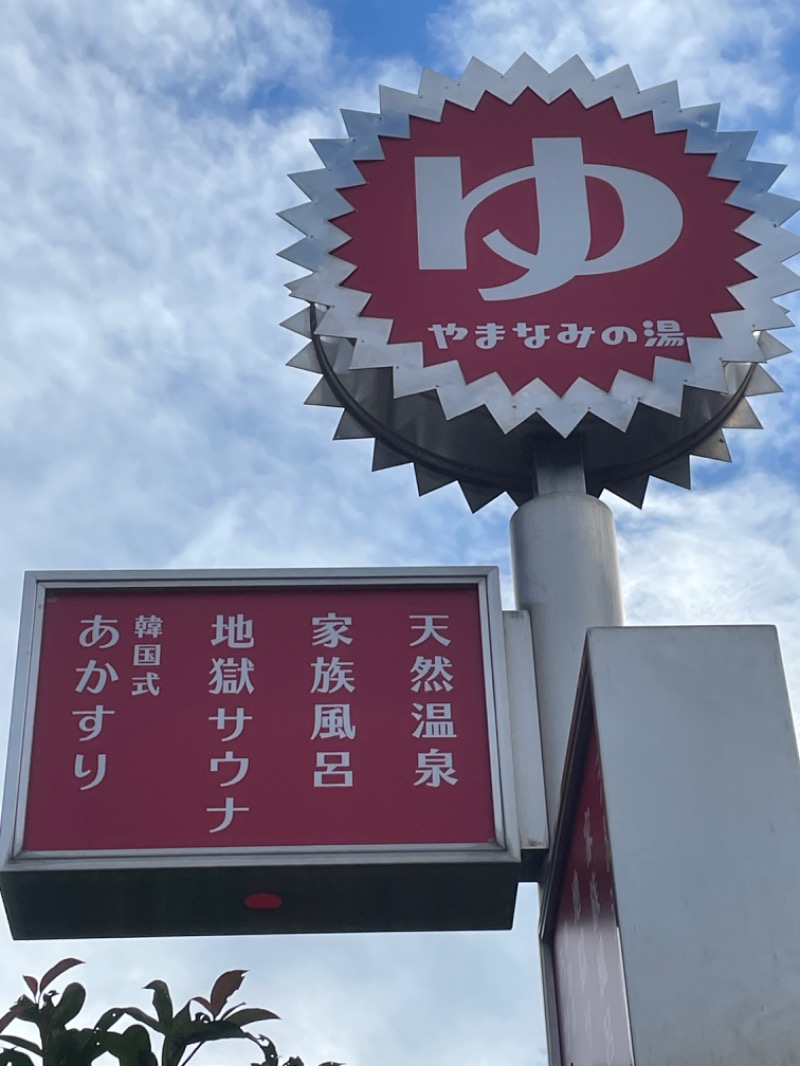 ゆ
やまなみの湯
天然温泉
家族風呂
地獄サウナ
韓国式
あかすり